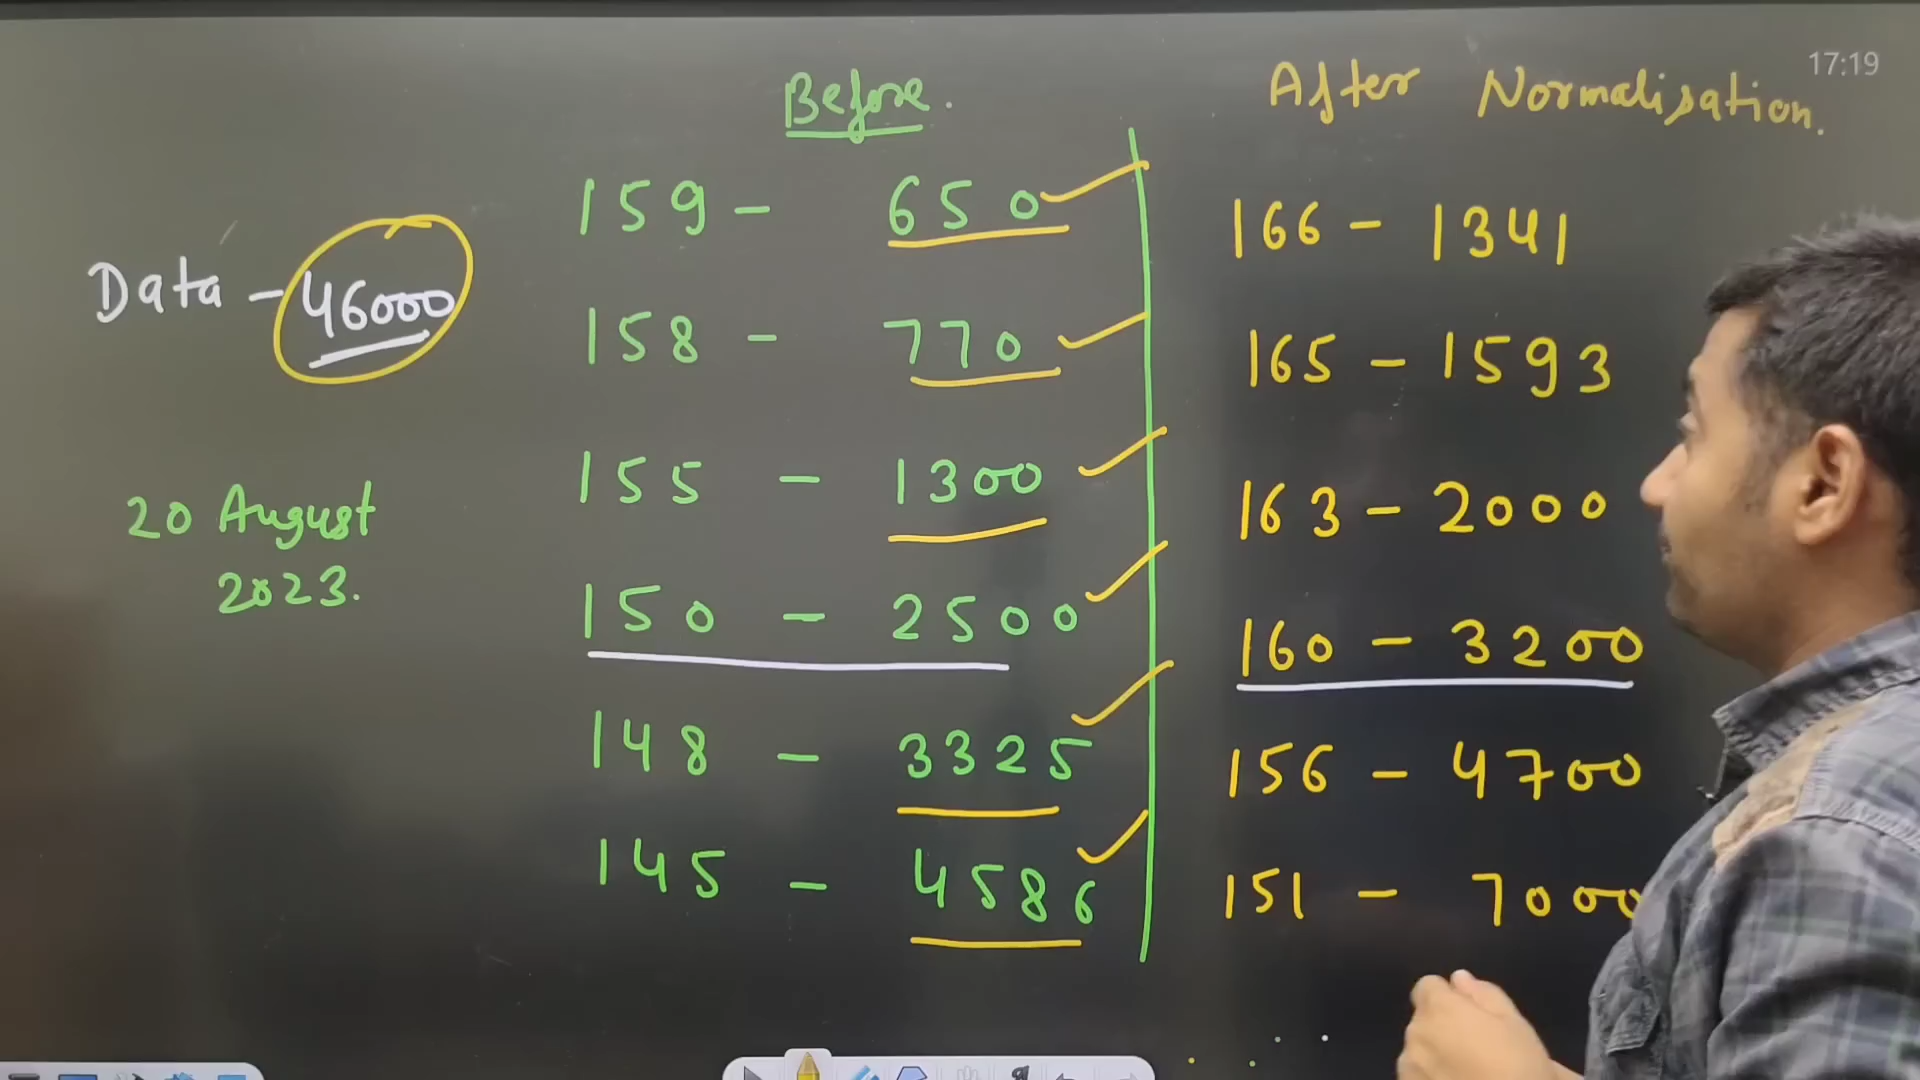 17:19
Before.
After Normalisation.
159 - 650
166 - 1341
Data - 46000
158 - 770
165 - 1593
155 - 1300
163 - 2000
20 August
2023.
150 - 2500
160 - 3200
148 - 3325
156 - 4700
145 - 4586
151 - 7000